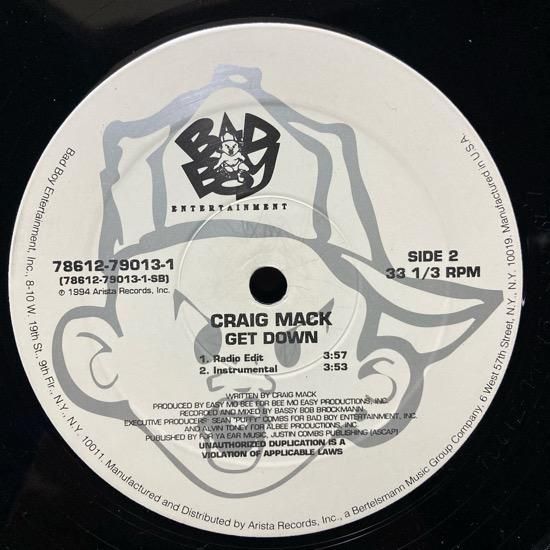 BAD BOY
ENTERTAINMENT
78612-79013-1
(78612-79013-1-SB)
℗ 1994 Arista Records, Inc.
SIDE 2
33 1/3 RPM
CRAIG MACK
GET DOWN
1. Radio Edit 3:57
2. Instrumental 3:53
WRITTEN BY CRAIG MACK
PRODUCED BY EASY MO BEE FOR BEE MO EASY PRODUCTIONS, INC.
RECORDED AND MIXED BY BASSY BOB BROCKMANN.
EXECUTIVE PRODUCERS: SEAN "PUFFY" COMBS FOR BAD BOY ENTERTAINMENT, INC.
AND ALVIN TONEY FOR ALBEE PRODUCTIONS, INC.
PUBLISHED BY FOR YA EAR MUSIC, JUSTIN COMBS PUBLISHING (ASCAP)
UNAUTHORIZED DUPLICATION IS A
VIOLATION OF APPLICABLE LAWS
Bad Boy Entertainment, Inc., 8-10 W. 19th St., 9th Flr., N.Y., N.Y. 10011. Manufactured and Distributed by Arista Records, Inc., a Bertelsmann Music Group Company, 6 West 57th Street, N.Y., N.Y. 10019. Manufactured in U.S.A.